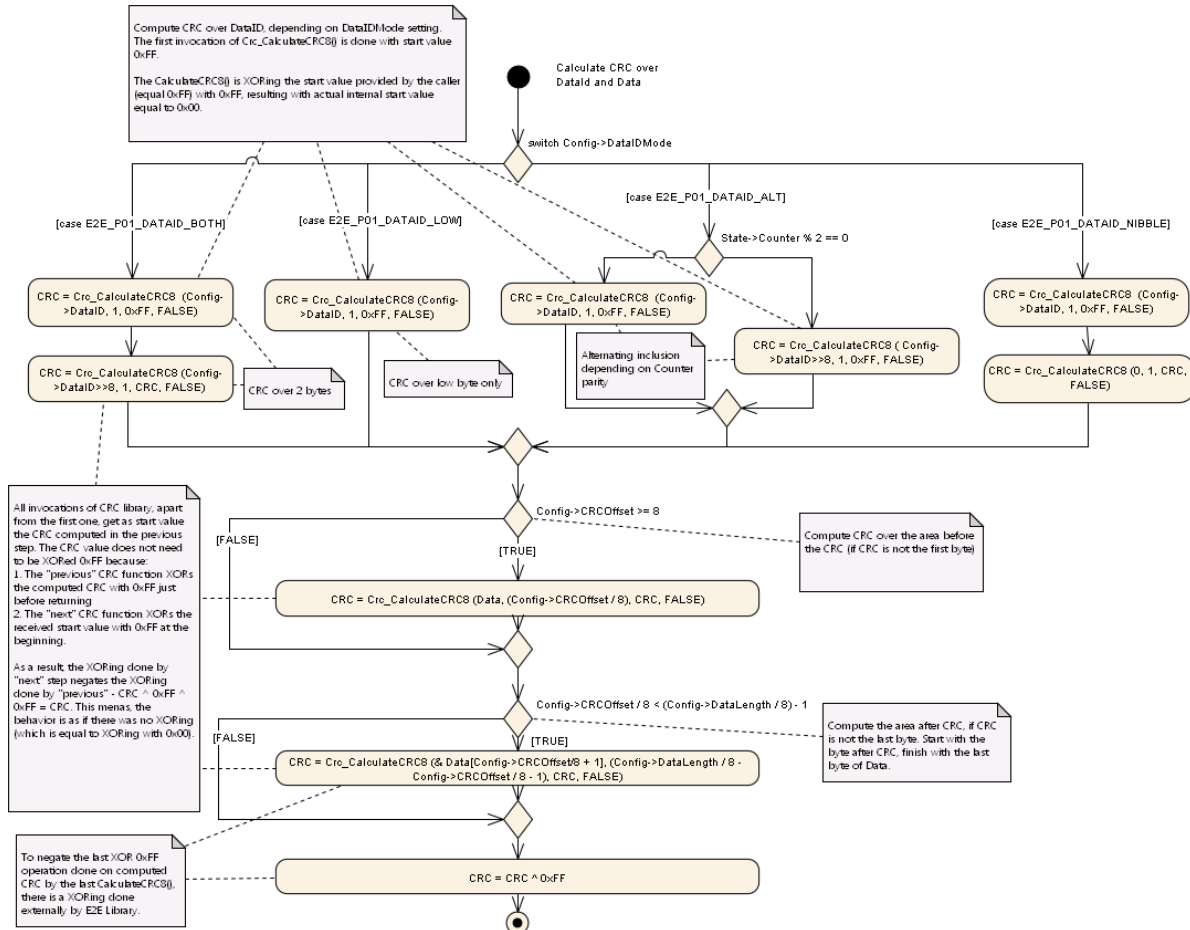 Compute CRC over DataID, depending on DataIDMode setting.
The first invocation of Crc_CalculateCRC8() is done with start value
0xFF.
The CalculateCRC8() is XORing the start value provided by the caller
(equal 0xFF) with 0xFF, resulting with actual internal start value
equal to 0x00.
Calculate CRC over
DataId and Data
switch Config->DataIDMode
[case E2E_P01_DATAID_BOTH]
[case E2E_P01_DATAID_LOW]
[case E2E_P01_DATAID_ALT]
[case E2E_P01_DATAID_NIBBLE]
State->Counter % 2 == 0
CRC = Crc_CalculateCRC8 (Config-
>DataID, 1, 0xFF, FALSE)
CRC = Crc_CalculateCRC8 (Config-
>DataID, 1, 0xFF, FALSE)
CRC = Crc_CalculateCRC8 (Config-
>DataID, 1, 0xFF, FALSE)
CRC = Crc_CalculateCRC8 (Config-
>DataID, 1, 0xFF, FALSE)
CRC = Crc_CalculateCRC8 (Config-
>DataID>>8, 1, CRC, FALSE)
CRC over 2 bytes
CRC over low byte only
Alternating inclusion
depending on Counter
parity
CRC = Crc_CalculateCRC8 ( Config-
>DataID>>8, 1, 0xFF, FALSE)
CRC = Crc_CalculateCRC8 (0, 1, CRC,
FALSE)
All invocations of CRC library, apart
from the first one, get as start value
the CRC computed in the previous
step. The CRC value does not need
to be XORed 0xFF because:
1. The "previous" CRC function XORs
the computed CRC with 0xFF just
before returning
2. The "next" CRC function XORs the
received start value with 0xFF at the
beginning.
As a result, the XORing done by
"next" step negates the XORing
done by "previous" - CRC ^ 0xFF ^
0xFF = CRC. This menas, the
behavior is as if there was no XORing
(which is equal to XORing with 0x00).
Config->CRCOffset >= 8
[FALSE]
[TRUE]
Compute CRC over the area before
the CRC (if CRC is not the first byte)
CRC = Crc_CalculateCRC8 (Data, (Config->CRCOffset / 8), CRC, FALSE)
Config->CRCOffset / 8 < (Config->DataLength / 8) - 1
[FALSE]
[TRUE]
Compute the area after CRC, if CRC
is not the last byte. Start with the
byte after CRC, finish with the last
byte of Data.
CRC = Crc_CalculateCRC8 (& Data[Config->CRCOffset/8 + 1], (Config->DataLength / 8 -
Config->CRCOffset / 8 - 1), CRC, FALSE)
To negate the last XOR 0xFF
operation done on computed
CRC by the last CalculateCRC8(),
there is a XORing done
externally by E2E Library.
CRC = CRC ^ 0xFF